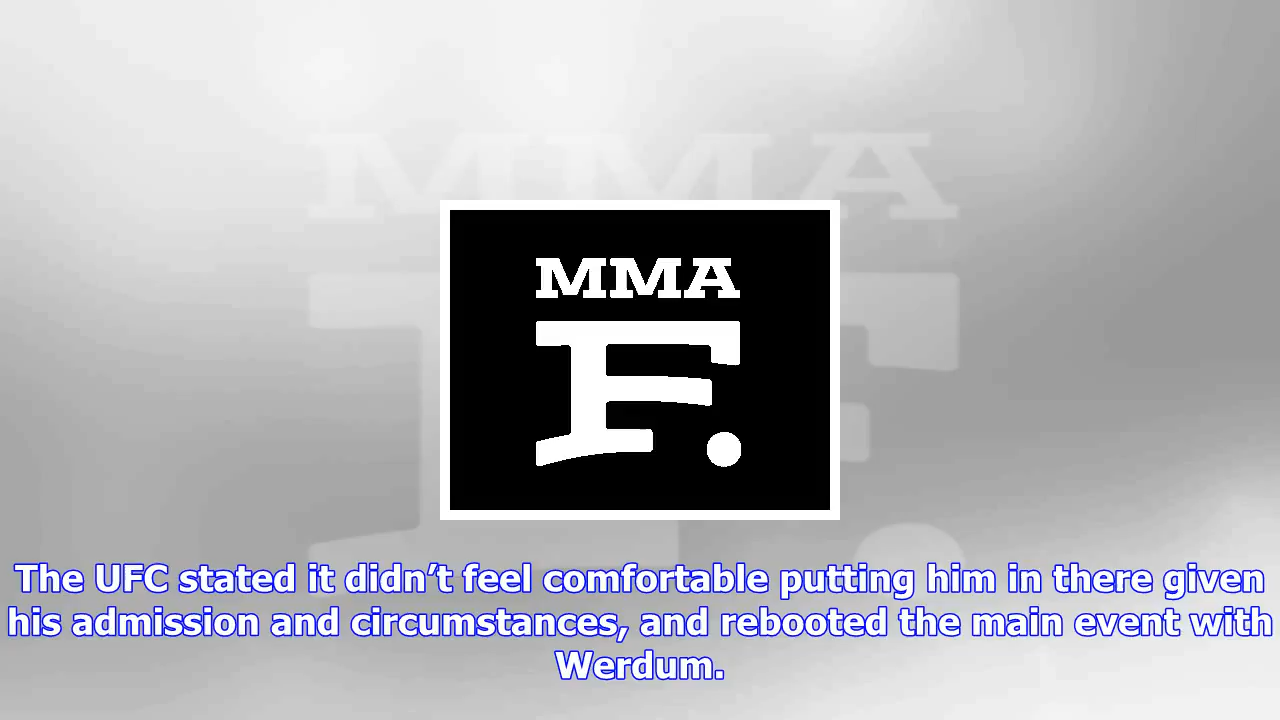 MMA
F.
The UFC stated it didn’t feel comfortable putting him in there given
his admission and circumstances, and rebooted the main event with
Werdum.